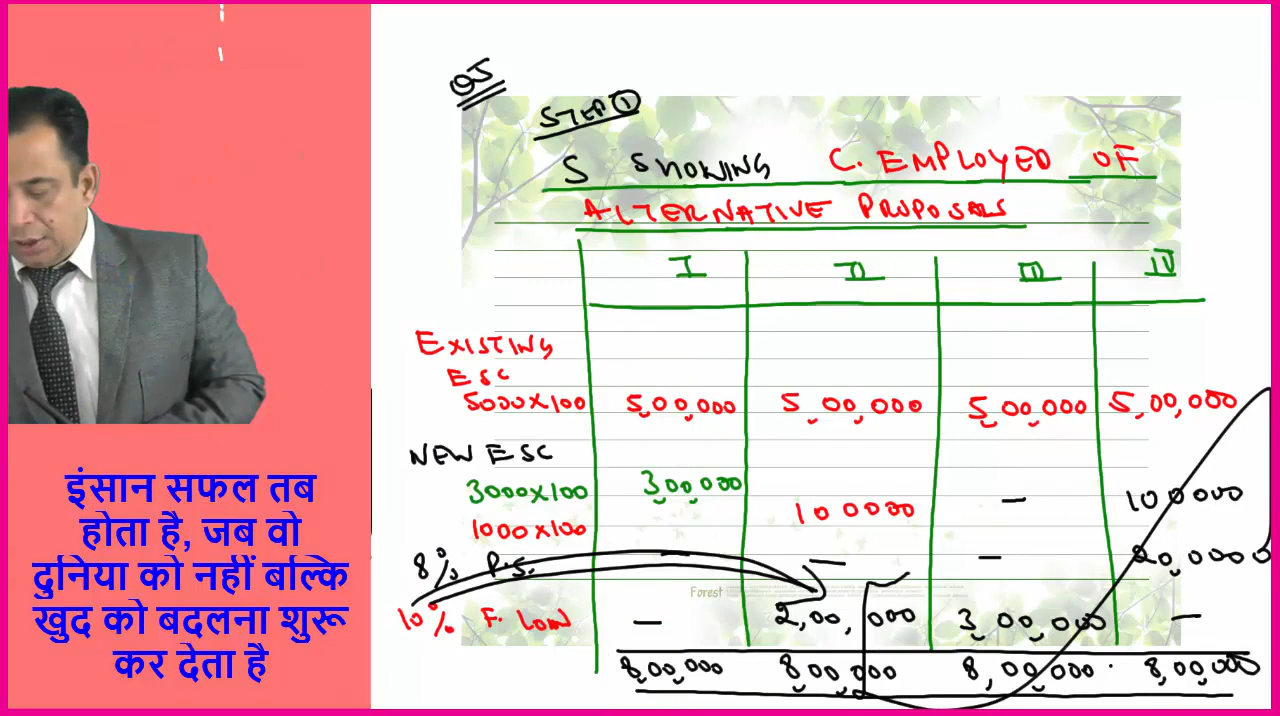 Q5
STEP ①
S SHOWING C. EMPLOYED OF
ALTERNATIVE PROPOSALS
I II III IV
EXISTING
ESC
5000X100 5,00,000 5,00,000 5,00,000 5,00,000
NEW ESC
3000X100 3,00,000 — 100000
1000X100 100000
8% P.S. — — — 20,0000
10% F. LOAN — 2,00,000 3,00,000 —
8,00,000 8,00,000 8,00,000 8,00,000
Forest
इंसान सफल तब
होता है, जब वो
दुनिया को नहीं बल्कि
खुद को बदलना शुरू
कर देता है